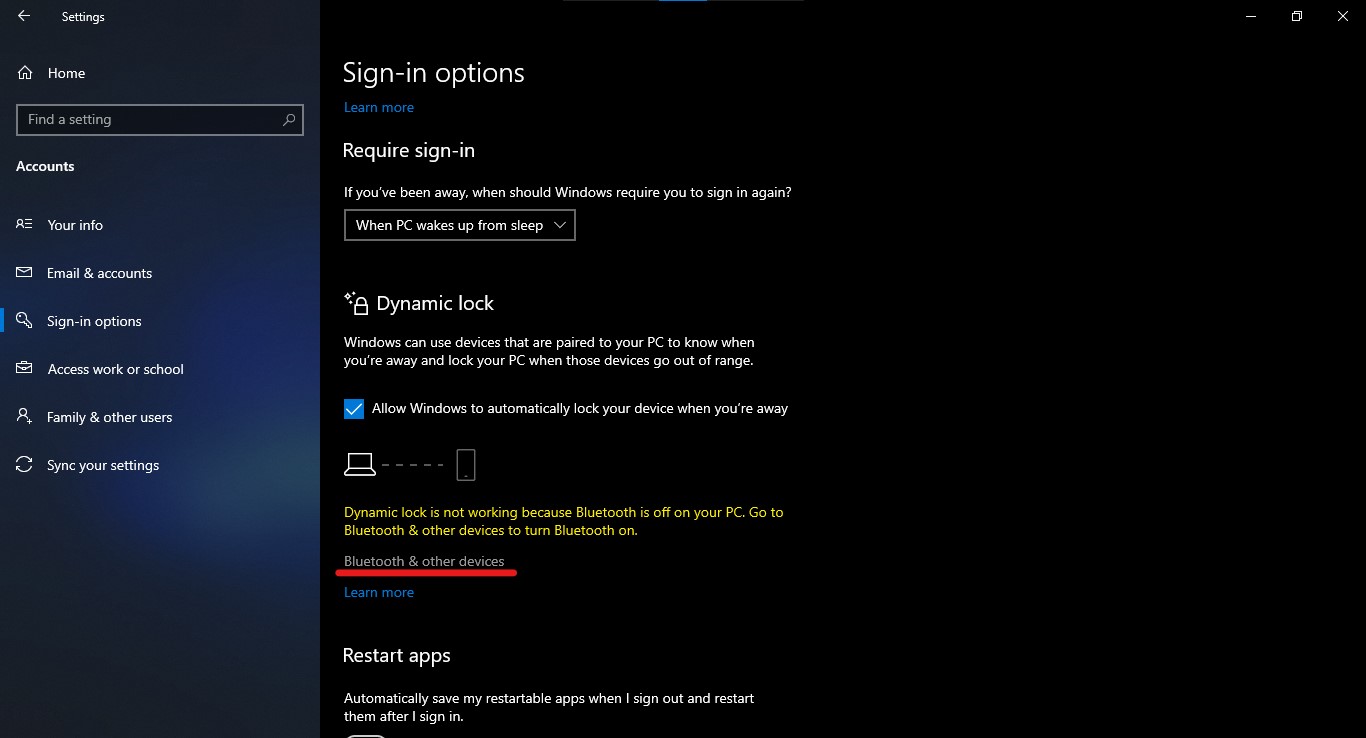 Settings
Home
Find a setting
Accounts
Your info
Email & accounts
Sign-in options
Access work or school
Family & other users
Sync your settings
Sign-in options
Learn more
Require sign-in
If you've been away, when should Windows require you to sign in again?
When PC wakes up from sleep
Dynamic lock
Windows can use devices that are paired to your PC to know when
you're away and lock your PC when those devices go out of range.
Allow Windows to automatically lock your device when you're away
Dynamic lock is not working because Bluetooth is off on your PC. Go to
Bluetooth & other devices to turn Bluetooth on.
Bluetooth & other devices
Learn more
Restart apps
Automatically save my restartable apps when I sign out and restart
them after I sign in.